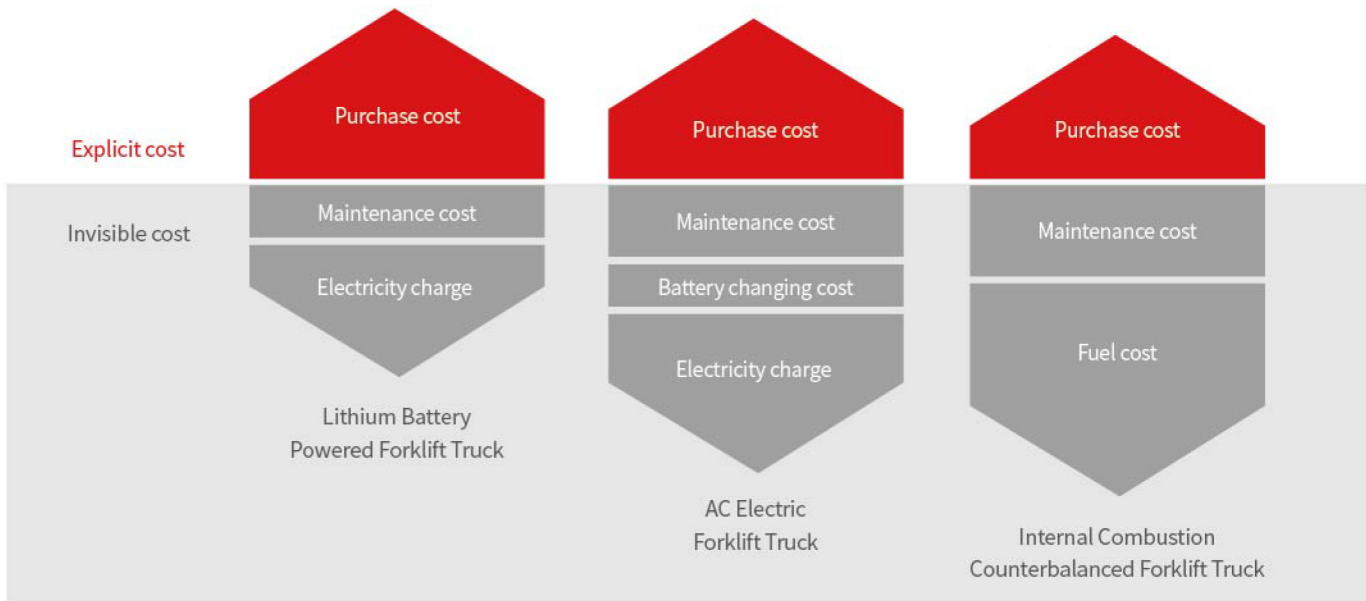 Explicit cost
Invisible cost
Purchase cost
Maintenance cost
Electricity charge
Lithium Battery
Powered Forklift Truck
Purchase cost
Maintenance cost
Battery changing cost
Electricity charge
AC Electric
Forklift Truck
Purchase cost
Maintenance cost
Fuel cost
Internal Combustion
Counterbalanced Forklift Truck